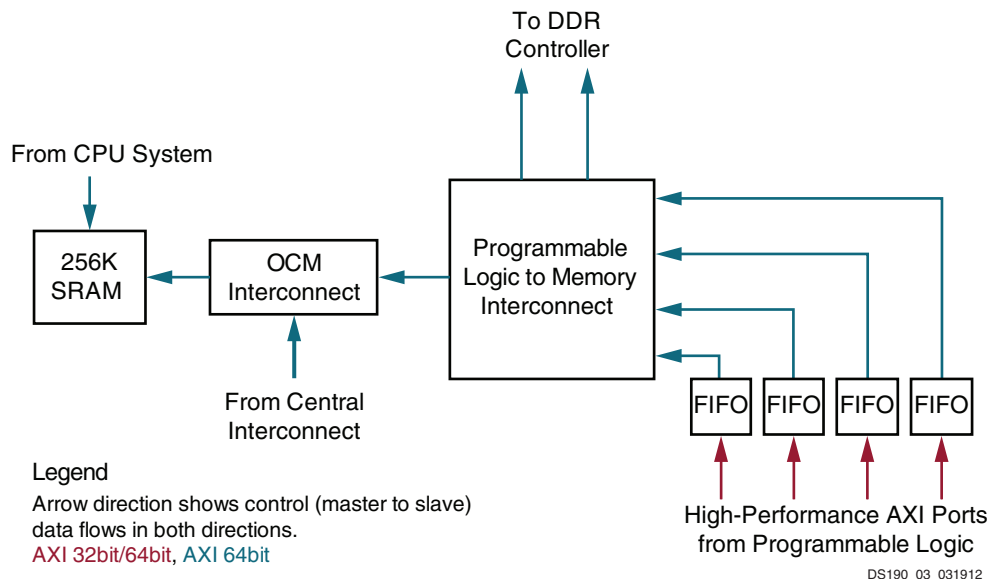 To DDR
Controller
From CPU System
256K
SRAM
OCM
Interconnect
Programmable
Logic to Memory
Interconnect
From Central
Interconnect
FIFO
FIFO
FIFO
FIFO
High-Performance AXI Ports
from Programmable Logic
Legend
Arrow direction shows control (master to slave)
data flows in both directions.
AXI 32bit/64bit, AXI 64bit
DS190_03_031912